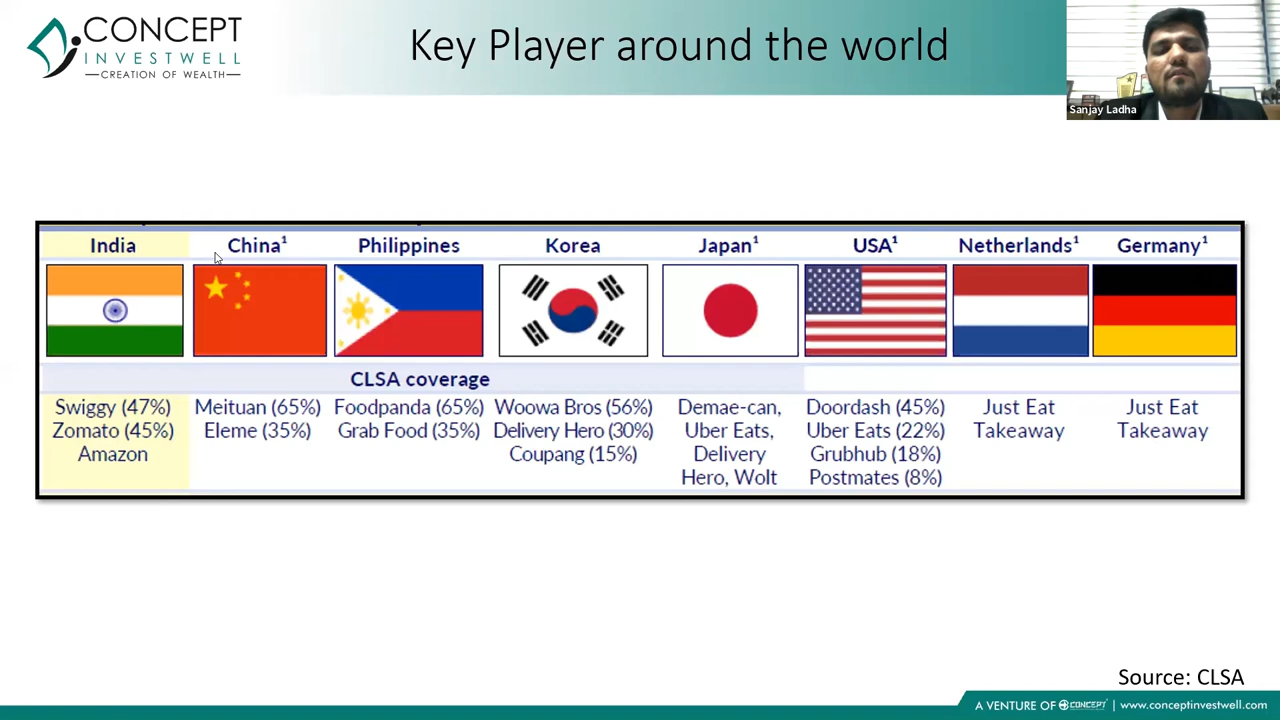 CONCEPT
INVESTWELL
CREATION OF WEALTH
Key Player around the world
Sanjay Ladha
India China¹ Philippines Korea Japan¹ USA¹ Netherlands¹ Germany¹
CLSA coverage
Swiggy (47%) Meituan (65%) Foodpanda (65%) Woowa Bros (56%) Demae-can, Doordash (45%) Just Eat Just Eat
Zomato (45%) Eleme (35%) Grab Food (35%) Delivery Hero (30%) Uber Eats, Uber Eats (22%) Takeaway Takeaway
Amazon Coupang (15%) Delivery Grubhub (18%)
Hero, Wolt Postmates (8%)
Source: CLSA
A VENTURE OF CONCEPT | www.conceptinvestwell.com